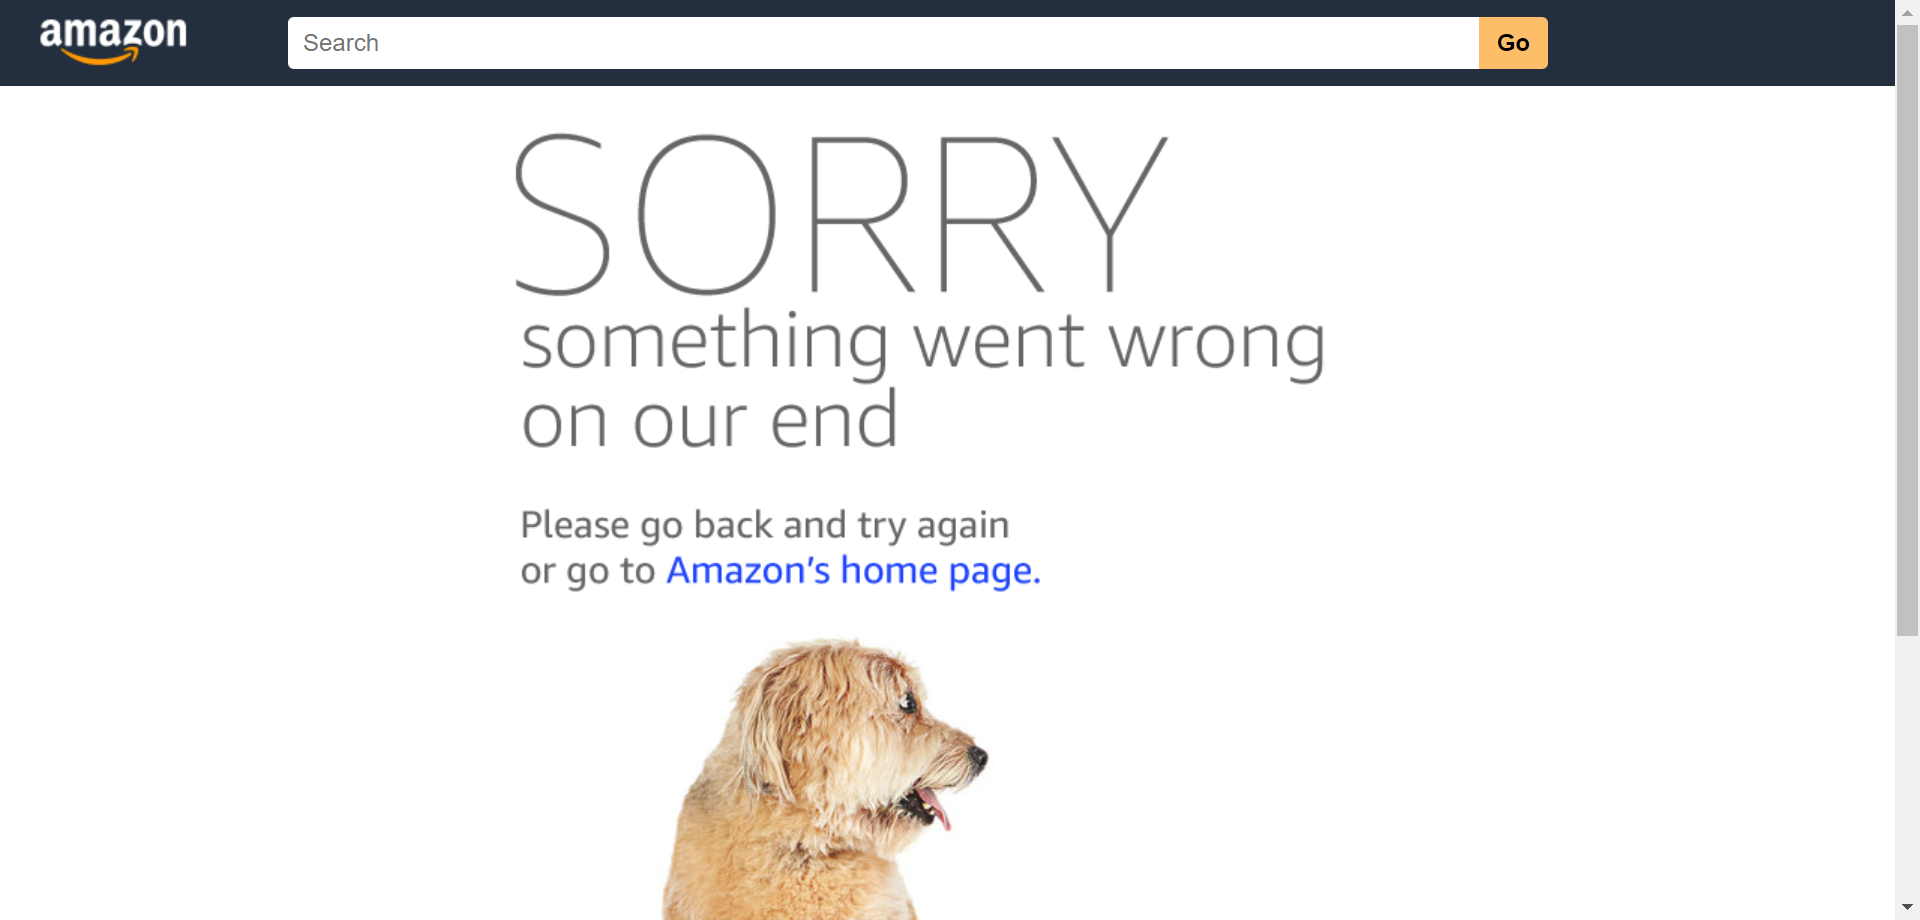 amazon
Search
Go
SORRY
something went wrong
on our end
Please go back and try again
or go to Amazon's home page.